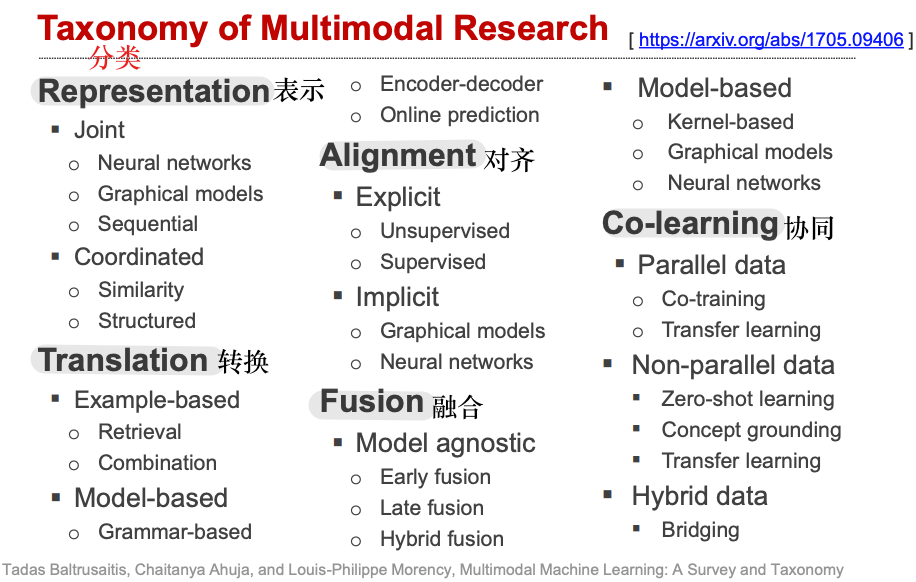 Taxonomy of Multimodal Research
[ https://arxiv.org/abs/1705.09406 ]
分类
Representation 表示
▪ Joint
o Neural networks
o Graphical models
o Sequential
▪ Coordinated
o Similarity
o Structured
Translation 转换
▪ Example-based
o Retrieval
o Combination
▪ Model-based
o Grammar-based
o Encoder-decoder
o Online prediction
Alignment 对齐
▪ Explicit
o Unsupervised
o Supervised
▪ Implicit
o Graphical models
o Neural networks
Fusion 融合
▪ Model agnostic
o Early fusion
o Late fusion
o Hybrid fusion
▪ Model-based
o Kernel-based
o Graphical models
o Neural networks
Co-learning 协同
▪ Parallel data
o Co-training
o Transfer learning
▪ Non-parallel data
▪ Zero-shot learning
▪ Concept grounding
▪ Transfer learning
▪ Hybrid data
▪ Bridging
Tadas Baltrusaitis, Chaitanya Ahuja, and Louis-Philippe Morency, Multimodal Machine Learning: A Survey and Taxonomy